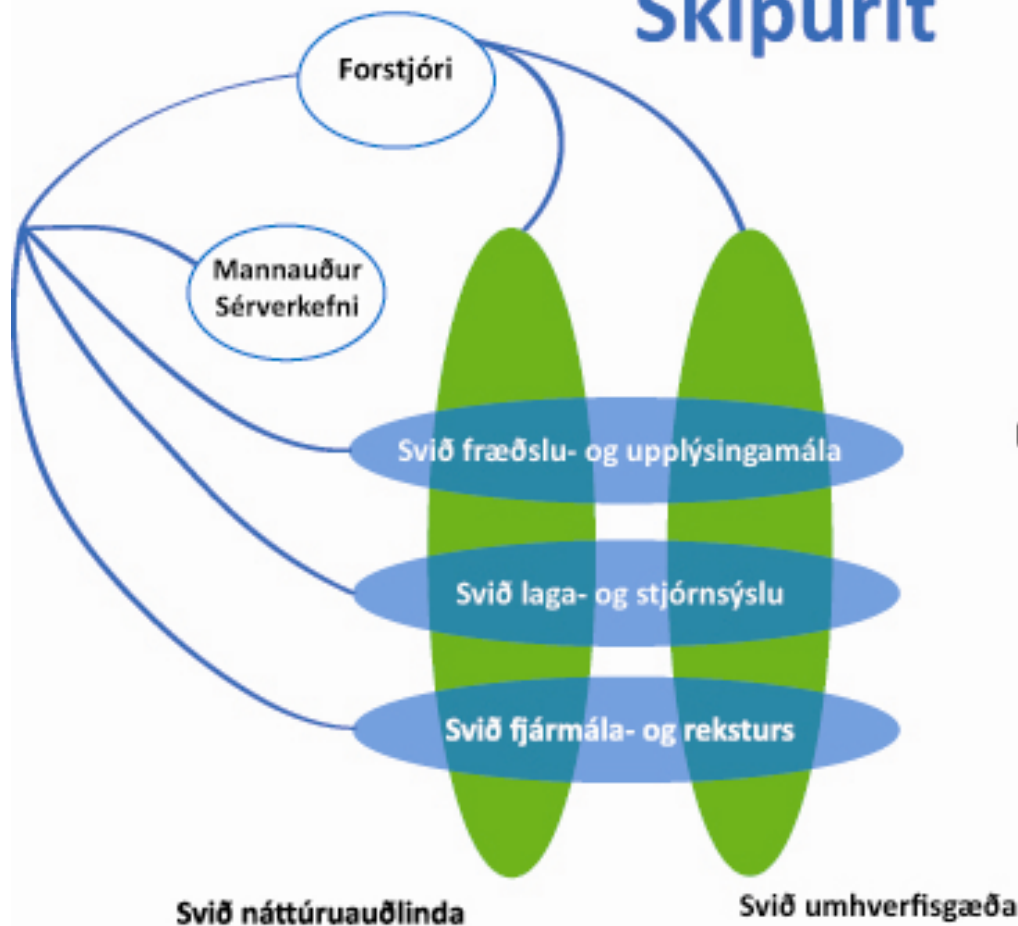 Skipurit
Forstjóri
Mannauður
Sérverkefni
Svið fræðslu- og upplýsingamála
Svið laga- og stjórnsýslu
Svið fjármála- og reksturs
Svið náttúruauðlinda
Svið umhverfisgæða